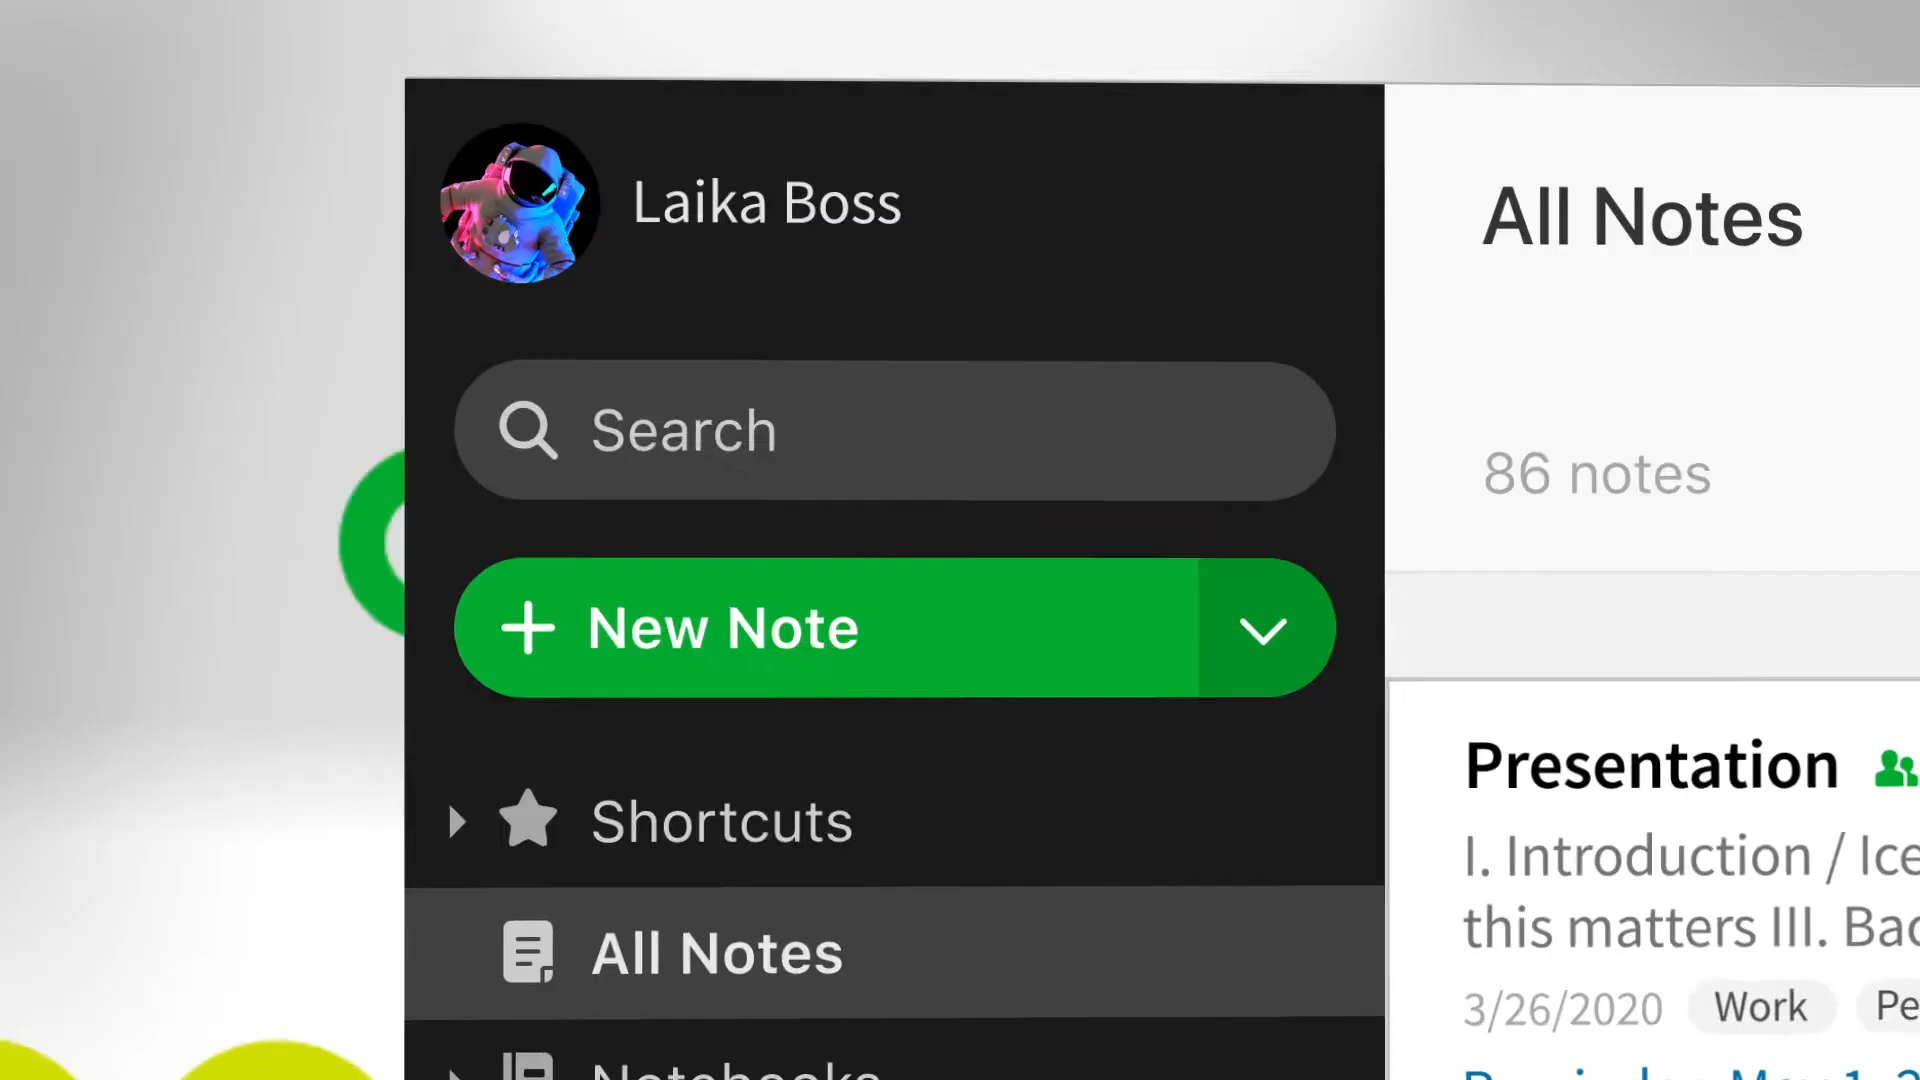 Laika Boss
Search
New Note
Shortcuts
All Notes
Notebooks
All Notes
86 notes
Presentation
I. Introduction / Ice
this matters III. Bac
3/26/2020 Work Pe